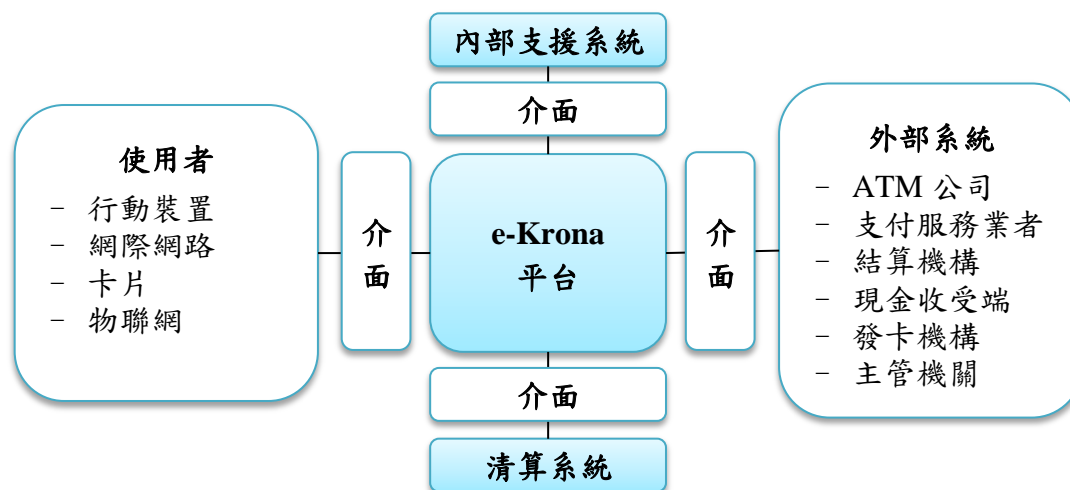 內部支援系統
介面
使用者
- 行動裝置
- 網際網路
- 卡片
- 物聯網
介
面
e-Krona
平台
介
面
外部系統
- ATM 公司
- 支付服務業者
- 結算機構
- 現金收受端
- 發卡機構
- 主管機關
介面
清算系統